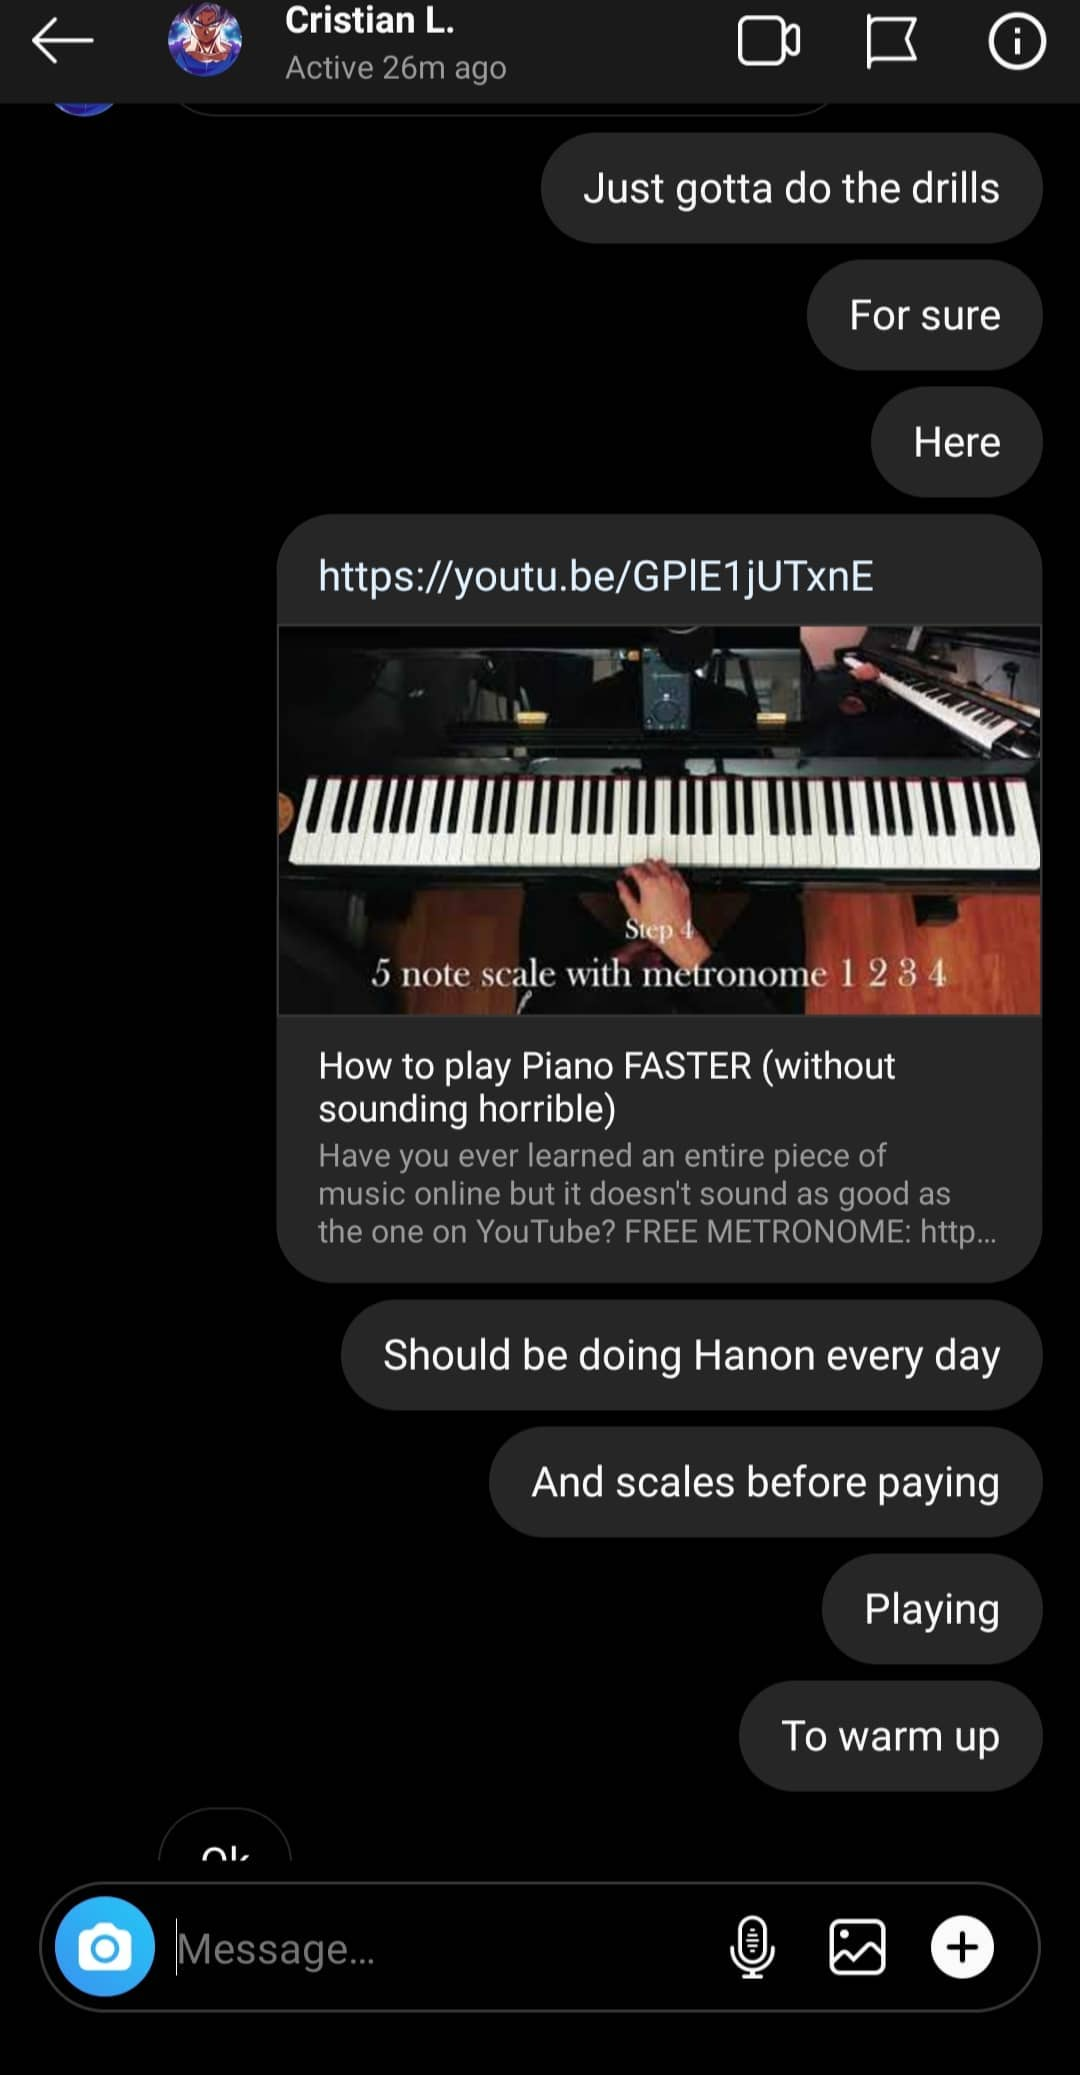 Cristian L.
Active 26m ago
Just gotta do the drills
For sure
Here
https://youtu.be/GPlE1jUTxnE
Step 4
5 note scale with metronome 1 2 3 4
How to play Piano FASTER (without
sounding horrible)
Have you ever learned an entire piece of
music online but it doesn't sound as good as
the one on YouTube? FREE METRONOME: http...
Should be doing Hanon every day
And scales before paying
Playing
To warm up
Ok
Message...